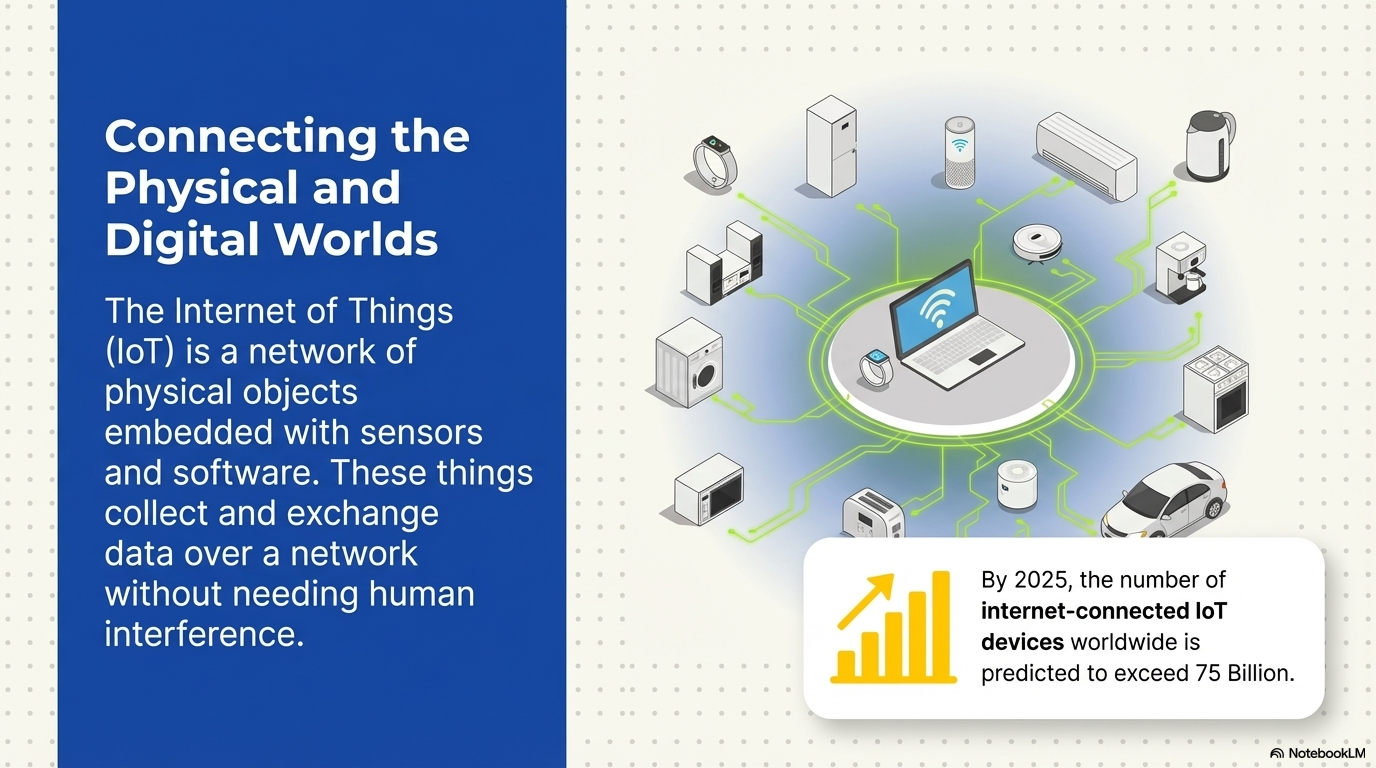 Connecting the
Physical and
Digital Worlds
The Internet of Things
(IoT) is a network of
physical objects
embedded with sensors
and software. These things
collect and exchange
data over a network
without needing human
interference.
By 2025, the number of
internet-connected IoT
devices worldwide is
predicted to exceed 75 Billion.
NotebookLM